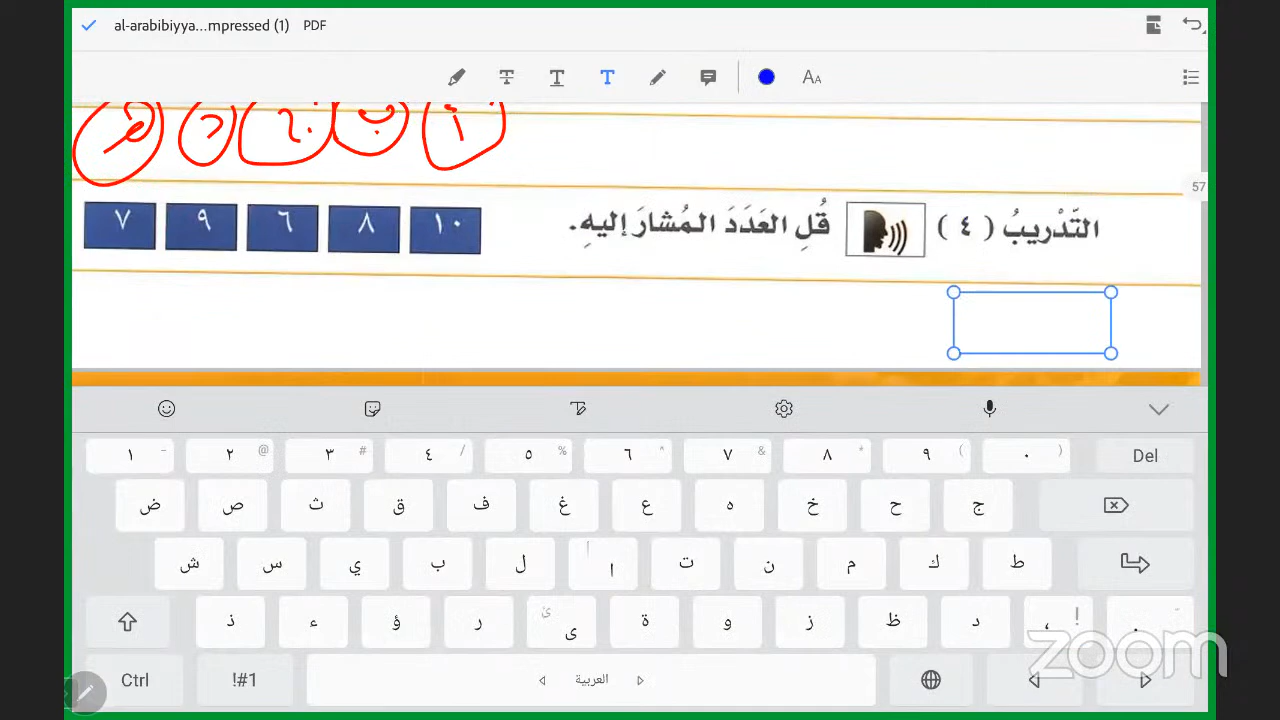 al-arabibiyya...mpressed (1) PDF
أ ب ج د هـ
57
التَّدْرِيبُ ( ٤ ) قُلِ العَدَدَ المُشارَ إليهِ. ١٠ ٨ ٦ ٩ ٧
١ - ٢ @ ٣ # ٤ / ٥ % ٦ ^ ٧ & ٨ * ٩ ( ٠ ) Del
ض ص ث ق ف غ ع ه خ ح ج
ش س ي ب ل ا أ ت ن م ك ط
ذ ء ؤ ر ى ئ ة و ز ظ د ، ! .
zoom
Ctrl !#1 العربية